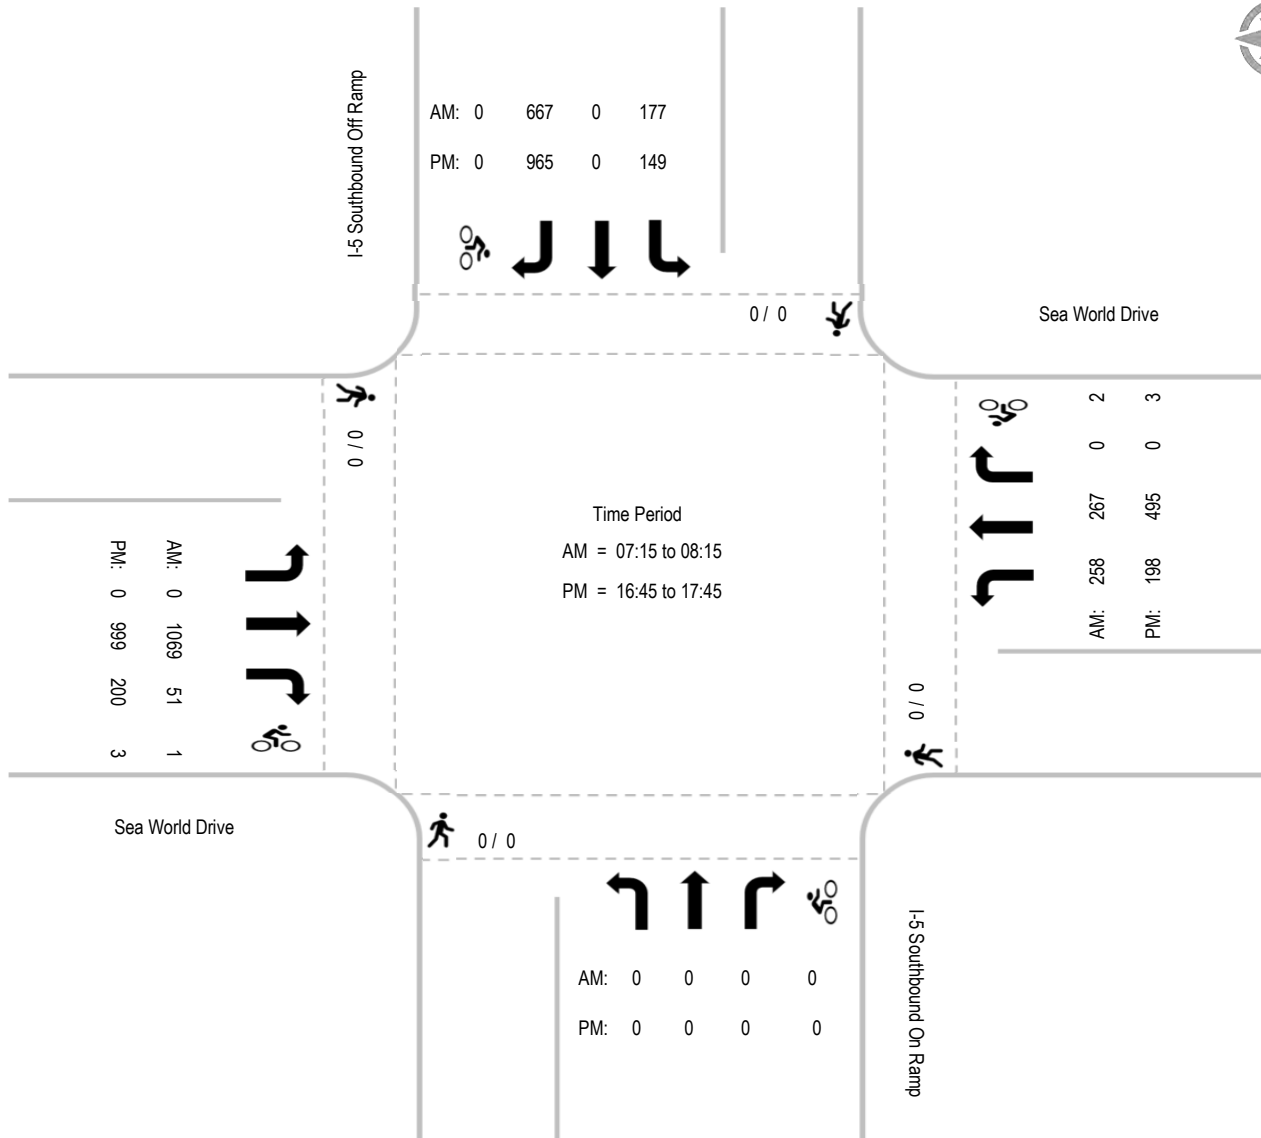 I-5 Southbound Off Ramp
AM: 0 667 0 177
PM: 0 965 0 149
0 / 0
Sea World Drive
0 / 0
AM: 258 267 0 2
PM: 198 495 0 3
Time Period
AM = 07:15 to 08:15
PM = 16:45 to 17:45
AM: 0 1069 51 1
PM: 0 999 200 3
0 / 0
Sea World Drive
0 / 0
I-5 Southbound On Ramp
AM: 0 0 0 0
PM: 0 0 0 0